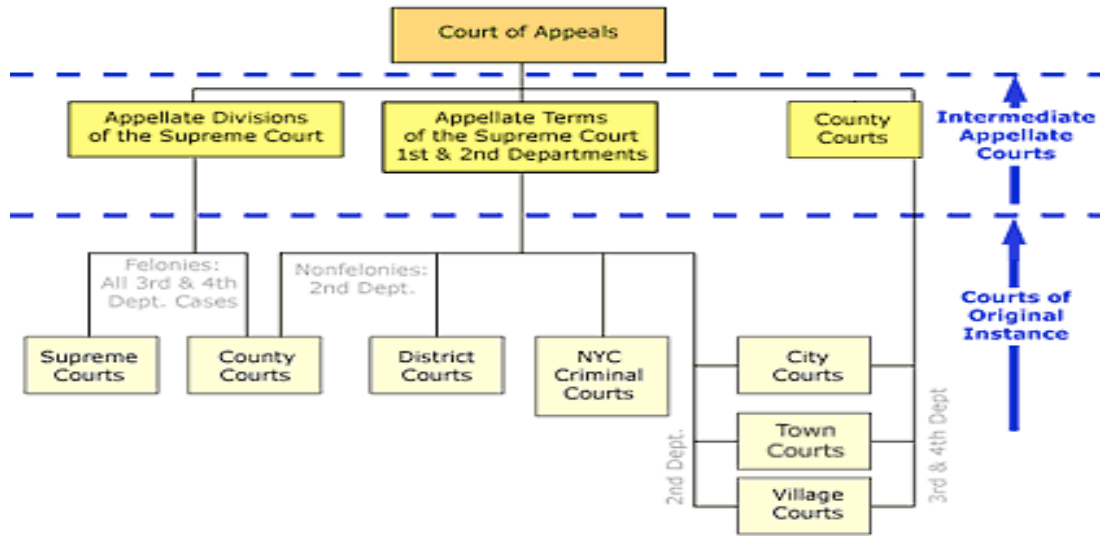 Court of Appeals
Appellate Divisions
of the Supreme Court
Appellate Terms
of the Supreme Court
1st & 2nd Departments
County
Courts
Intermediate
Appellate
Courts
Felonies:
All 3rd & 4th
Dept. Cases
Nonfelonies:
2nd Dept.
Courts of
Original
Instance
Supreme
Courts
County
Courts
District
Courts
NYC
Criminal
Courts
City
Courts
Town
Courts
Village
Courts
2nd Dept.
3rd & 4th Dept